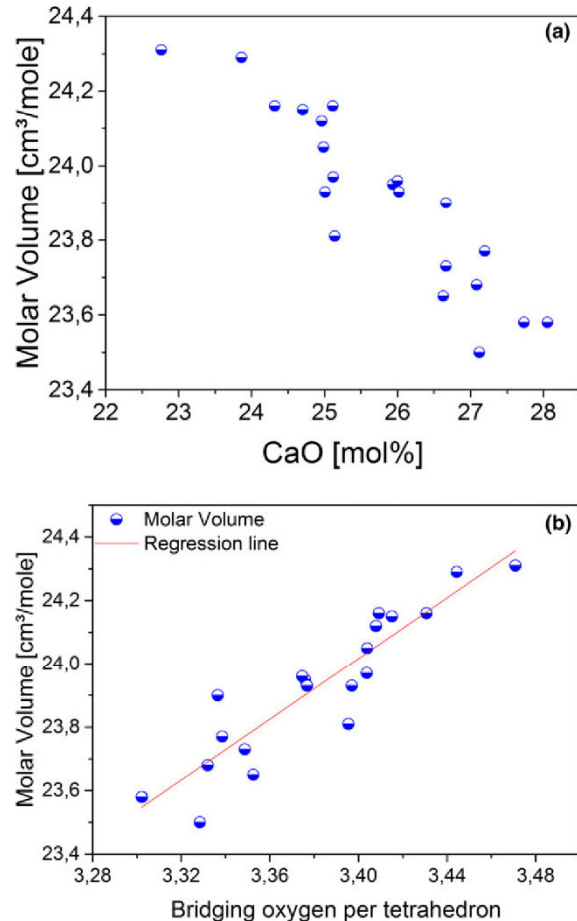 (a)
24,4
24,2
24,0
23,8
23,6
23,4
Molar Volume [cm³/mole]
22 23 24 25 26 27 28
CaO [mol%]
(b)
Molar Volume
Regression line
24,4
24,2
24,0
23,8
23,6
23,4
Molar Volume [cm³/mole]
3,28 3,32 3,36 3,40 3,44 3,48
Bridging oxygen per tetrahedron